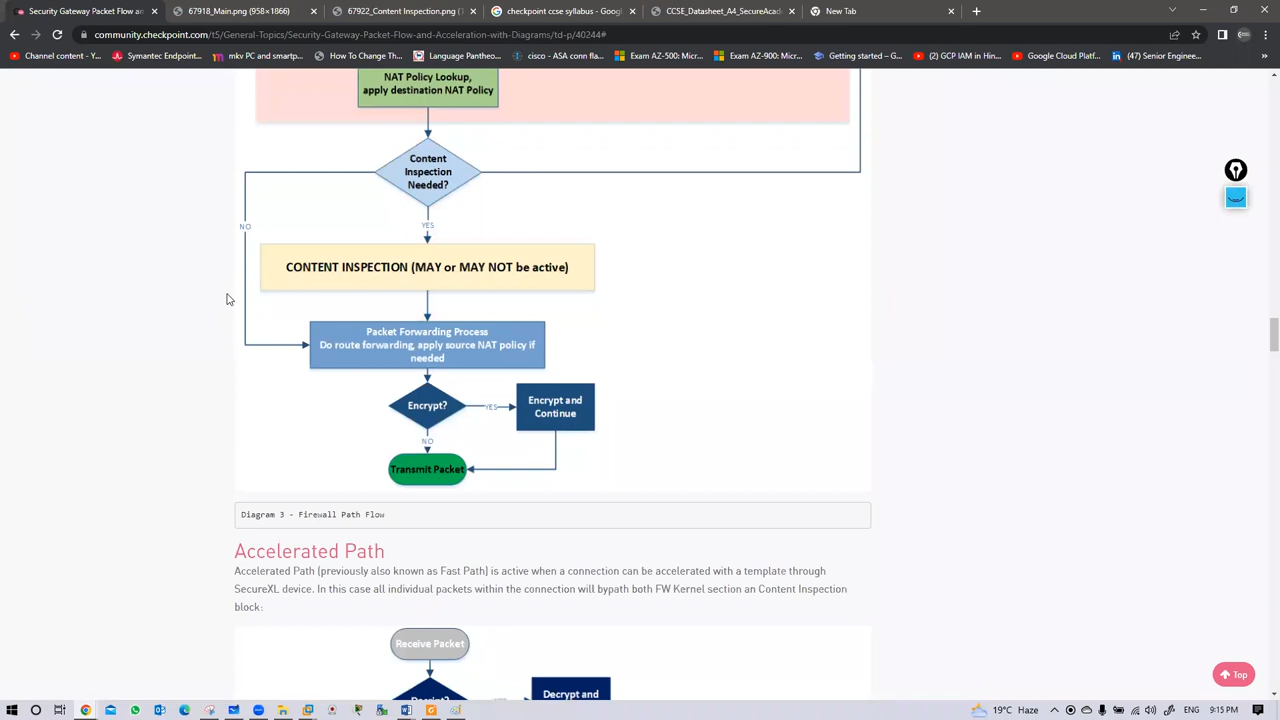 Security Gateway Packet Flow an
67918_Maintenance_T
67922_Content_Inspe
checkpoint ccse syllabus - Googl
CCSE_Datasheet_A4_SecureAcad
New Tab
community.checkpoint.com/t5/General-Topics/Security-Gateway-Packet-Flow-and-Acceleration-with-Diagrams/td-p/40244#
Channel content - Y...
Symantec Endpoint...
mkv PC and smartp...
How To Change Th...
Language Pantheo...
cisco - ASA conn fla...
Exam AZ-500: Micr...
Exam AZ-900: Micr...
Getting started – G...
(2) GCP IAM in Hin...
Google Cloud Platf...
(47) Senior Enginee...
NAT Policy Lookup,
apply destination NAT Policy
Content
Inspection
Needed?
NO
YES
CONTENT INSPECTION (MAY or MAY NOT be active)
Packet Forwarding Process
Do route forwarding, apply source NAT policy if
needed
Encrypt?
YES
Encrypt and
Continue
NO
Transmit Packet
Diagram 3 - Firewall Path Flow
Accelerated Path
Accelerated Path (previously also known as Fast Path) is active when a connection can be accelerated with a template through
SecureXL device. In this case all individual packets within the connection will bypath both FW Kernel section an Content Inspection
block:
Receive Packet
Decrypt and
Top
19°C Haze
ENG
9:15 PM